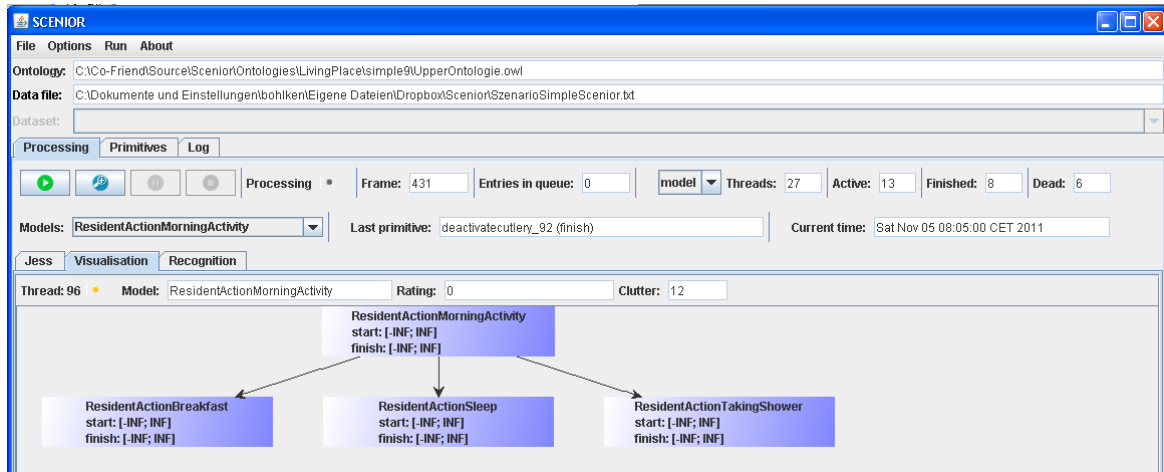 SCENIOR
File Options Run About
Ontology: C:\Co-Friend\Source\Scenior\Ontologies\LivingPlace\simple9\UpperOntologie.owl
Data file: C:\Dokumente und Einstellungen\bohlken\Eigene Dateien\Dropbox\Scenior\SzenarioSimpleScenior.txt
Dataset:
Processing Primitives Log
Processing Frame: 431 Entries in queue: 0 model Threads: 27 Active: 13 Finished: 8 Dead: 6
Models: ResidentActionMorningActivity Last primitive: deactivatecutlery_92 (finish) Current time: Sat Nov 05 08:05:00 CET 2011
Jess Visualisation Recognition
Thread: 96 Model: ResidentActionMorningActivity Rating: 0 Clutter: 12
ResidentActionMorningActivity
start: [-INF; INF]
finish: [-INF; INF]
ResidentActionBreakfast
start: [-INF; INF]
finish: [-INF; INF]
ResidentActionSleep
start: [-INF; INF]
finish: [-INF; INF]
ResidentActionTakingShower
start: [-INF; INF]
finish: [-INF; INF]